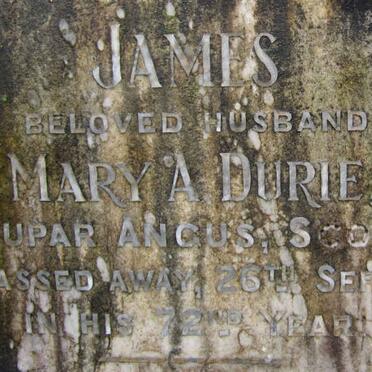 JAMES
BELOVED HUSBAND
MARY A. DURIE
UPAR ANGUS, SCO
ASSED AWAY, 26TH SEP
IN HIS 72ND YEAR